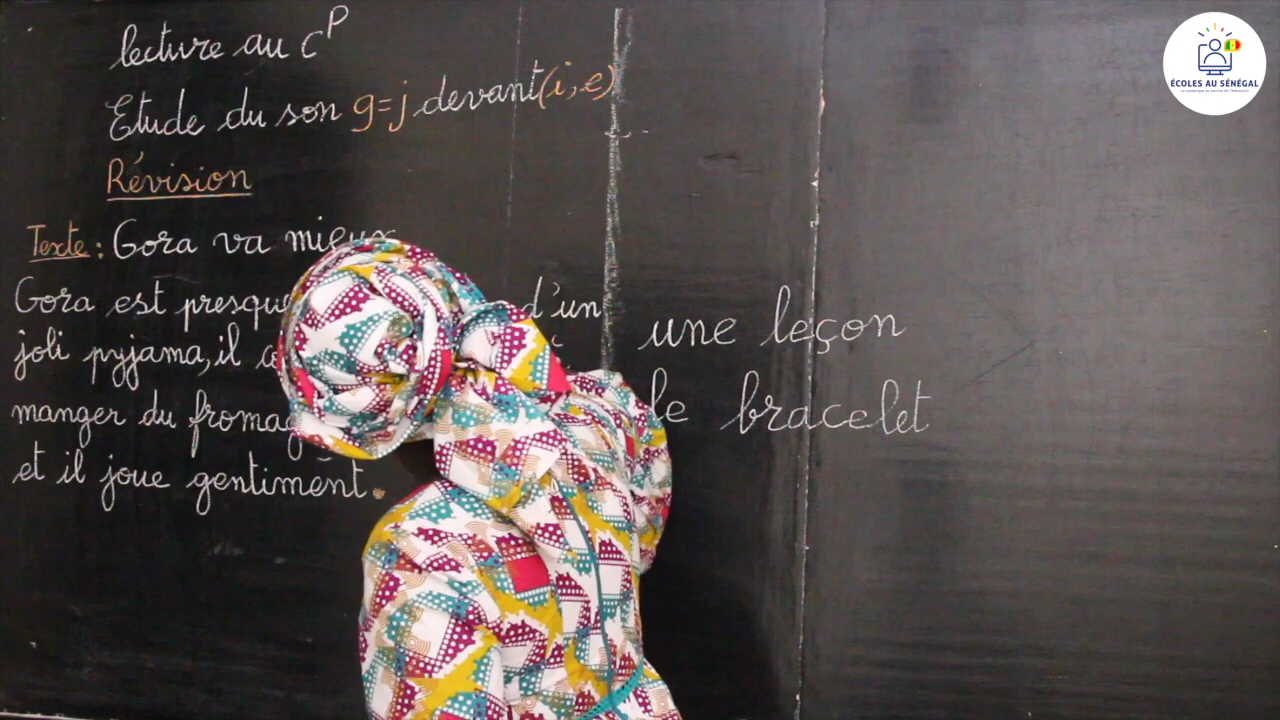 lecture au CP
Etude du son g=j devant (i, e)
Révision
Texte : Gora va mieux
Gora est presque d'un
joli pyjama, il
manger du
et il joue gentiment.
une leçon
le bracelet
ÉCOLES AU SÉNÉGAL